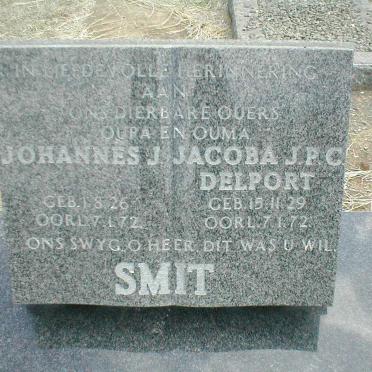 IN LIEFDEVOLLE HERINNERING
AAN
ONS DIERBARE OUERS
OUPA EN OUMA
JOHANNES J. JACOBA J.P.C.
DELPORT
GEB. 1.8.26. GEB. 15.11.29.
OORL. 7.1.72. OORL. 7.1.72.
ONS SWYG, O HEER DIT WAS U WIL.
SMIT